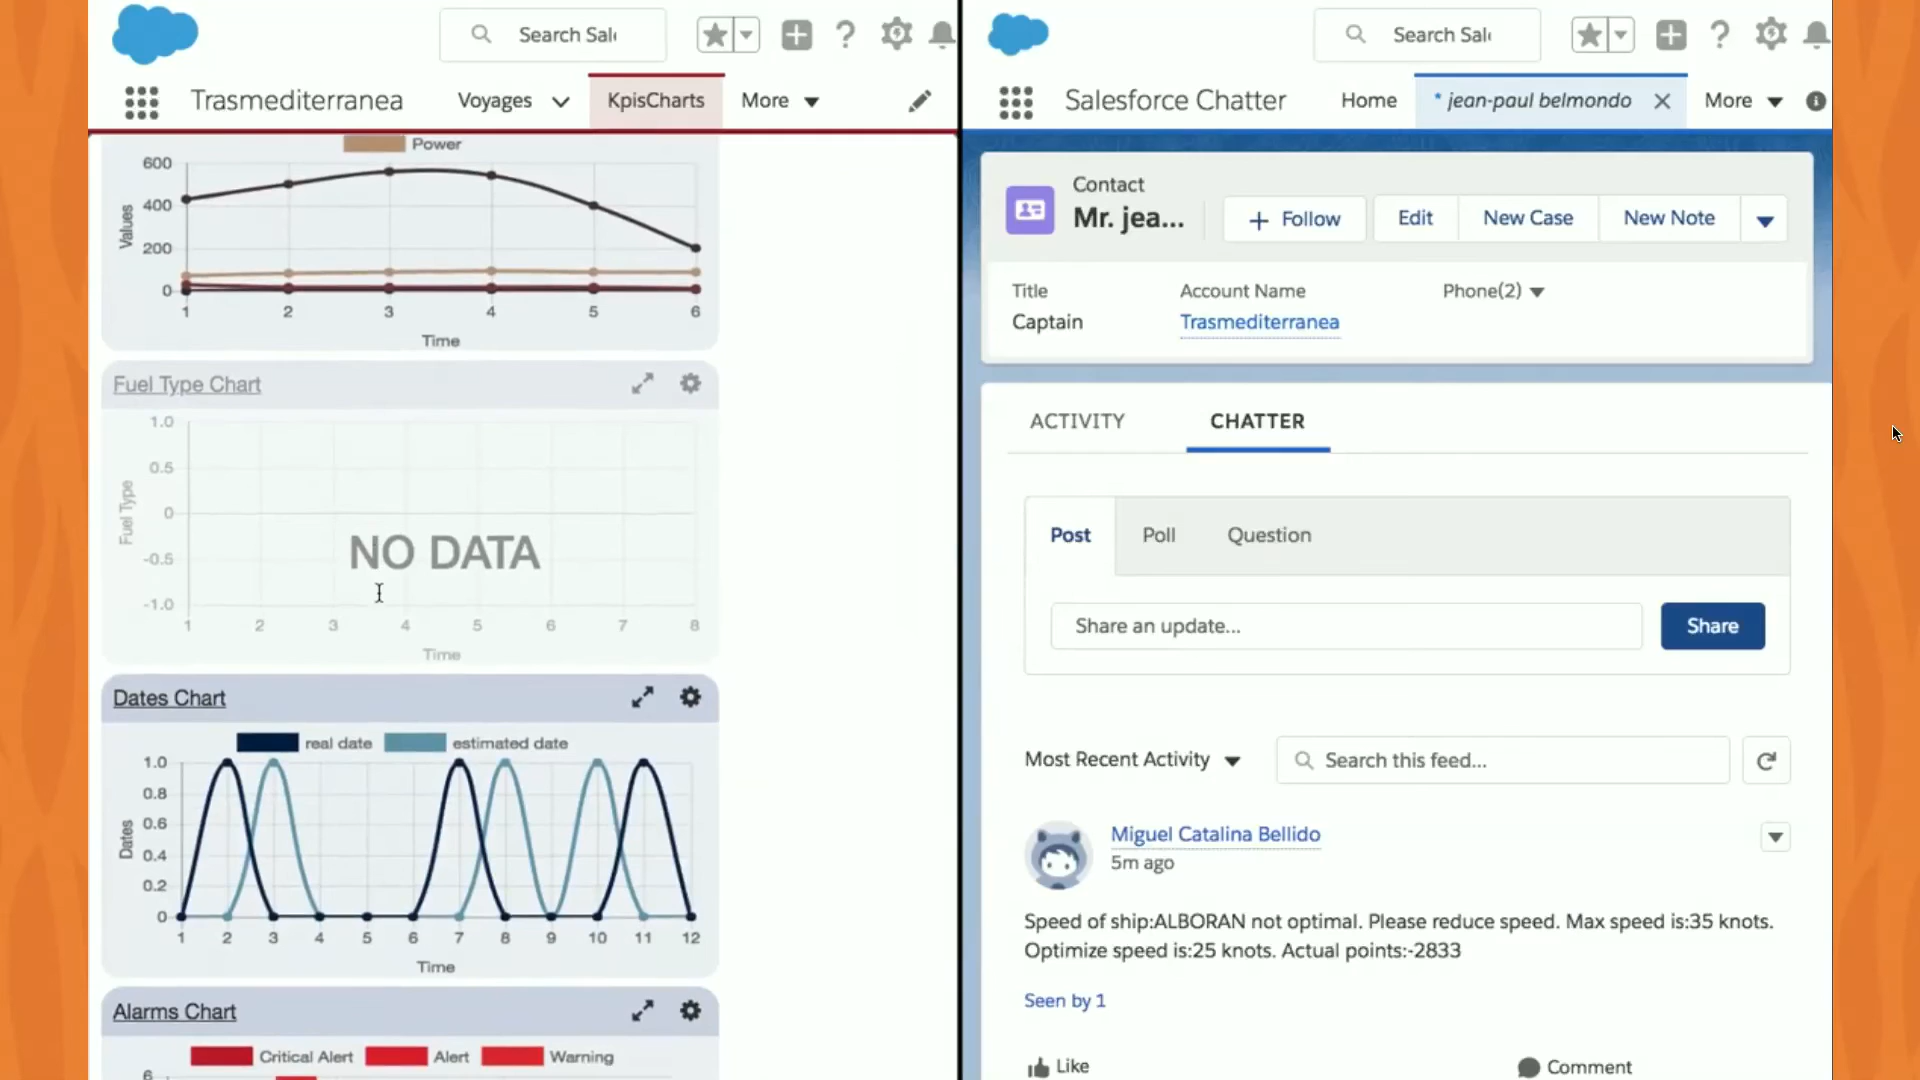 Search Sal
Trasmediterranea
Voyages
KpisCharts
More
Power
600
400
200
0
Values
1 2 3 4 5 6
Time
Fuel Type Chart
1.0
0.5
0
-0.5
-1.0
Fuel Type
NO DATA
1 2 3 4 5 6 7 8
Time
Dates Chart
real date estimated date
1.0
0.8
0.6
0.4
0.2
0
Dates
1 2 3 4 5 6 7 8 9 10 11 12
Time
Alarms Chart
Critical Alert Alert Warning
6
Search Sal
Salesforce Chatter
Home
* jean-paul belmondo
More
Contact
Mr. jea...
Follow
Edit
New Case
New Note
Title
Captain
Account Name
Trasmediterranea
Phone(2)
ACTIVITY
CHATTER
Post
Poll
Question
Share an update...
Share
Most Recent Activity
Search this feed...
Miguel Catalina Bellido
5m ago
Speed of ship:ALBORAN not optimal. Please reduce speed. Max speed is:35 knots.
Optimize speed is:25 knots. Actual points:-2833
Seen by 1
Like
Comment